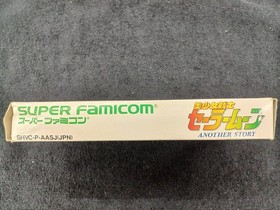 SUPER FAMICOM
スーパーファミコン
SHVC-P-AASJ(JPN)
美少女戦士
セーラームーン
ANOTHER STORY